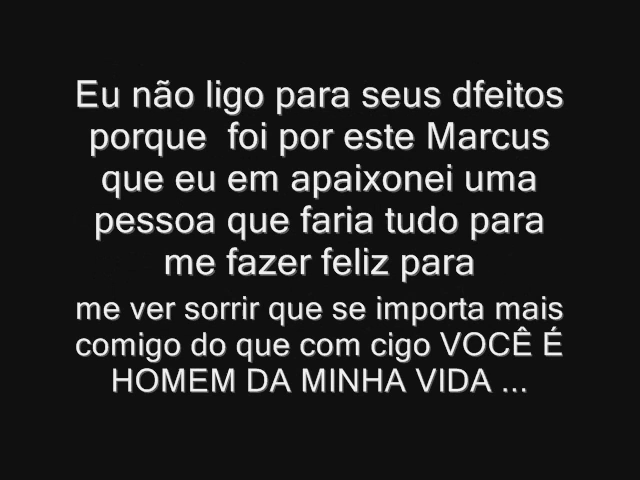 Eu não ligo para seus dfeitos
porque foi por este Marcus
que eu em apaixonei uma
pessoa que faria tudo para
me fazer feliz para
me ver sorrir que se importa mais
comigo do que com cigo VOCÊ É
HOMEM DA MINHA VIDA ...